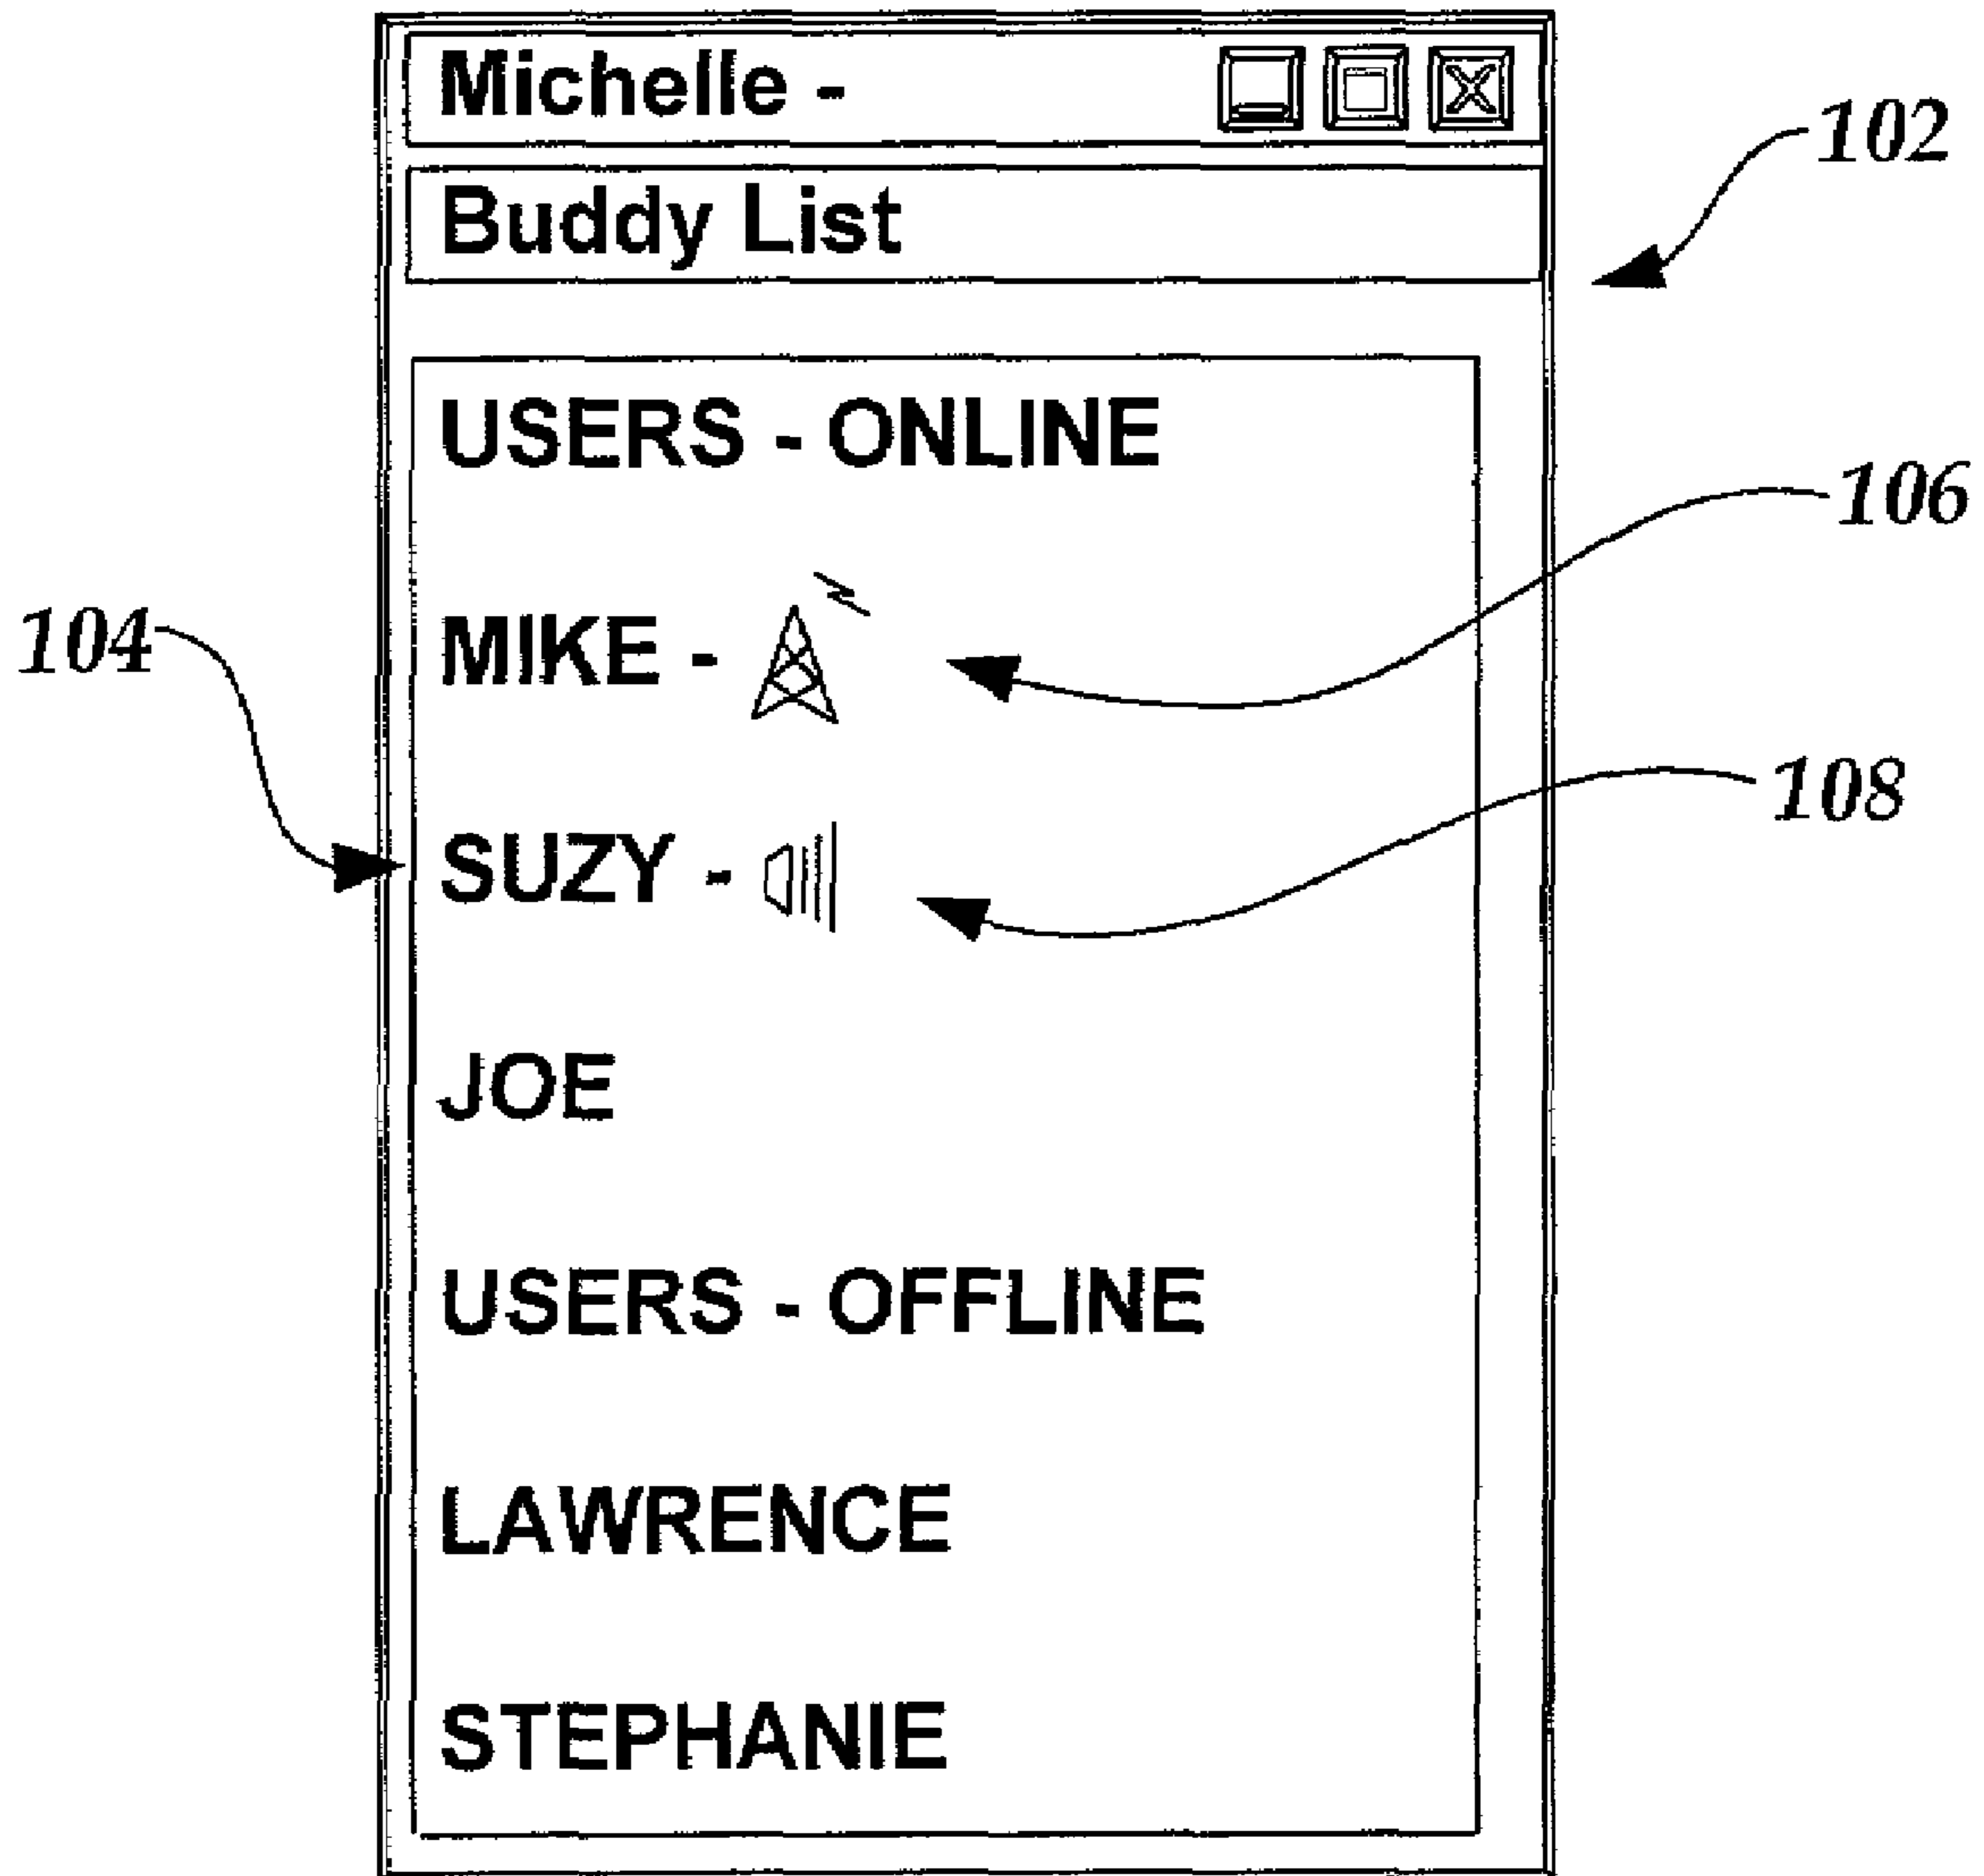 Michelle -
102
Buddy List
USERS - ONLINE
106
104
MIKE -
108
SUZY -
JOE
USERS - OFFLINE
LAWRENCE
STEPHANIE